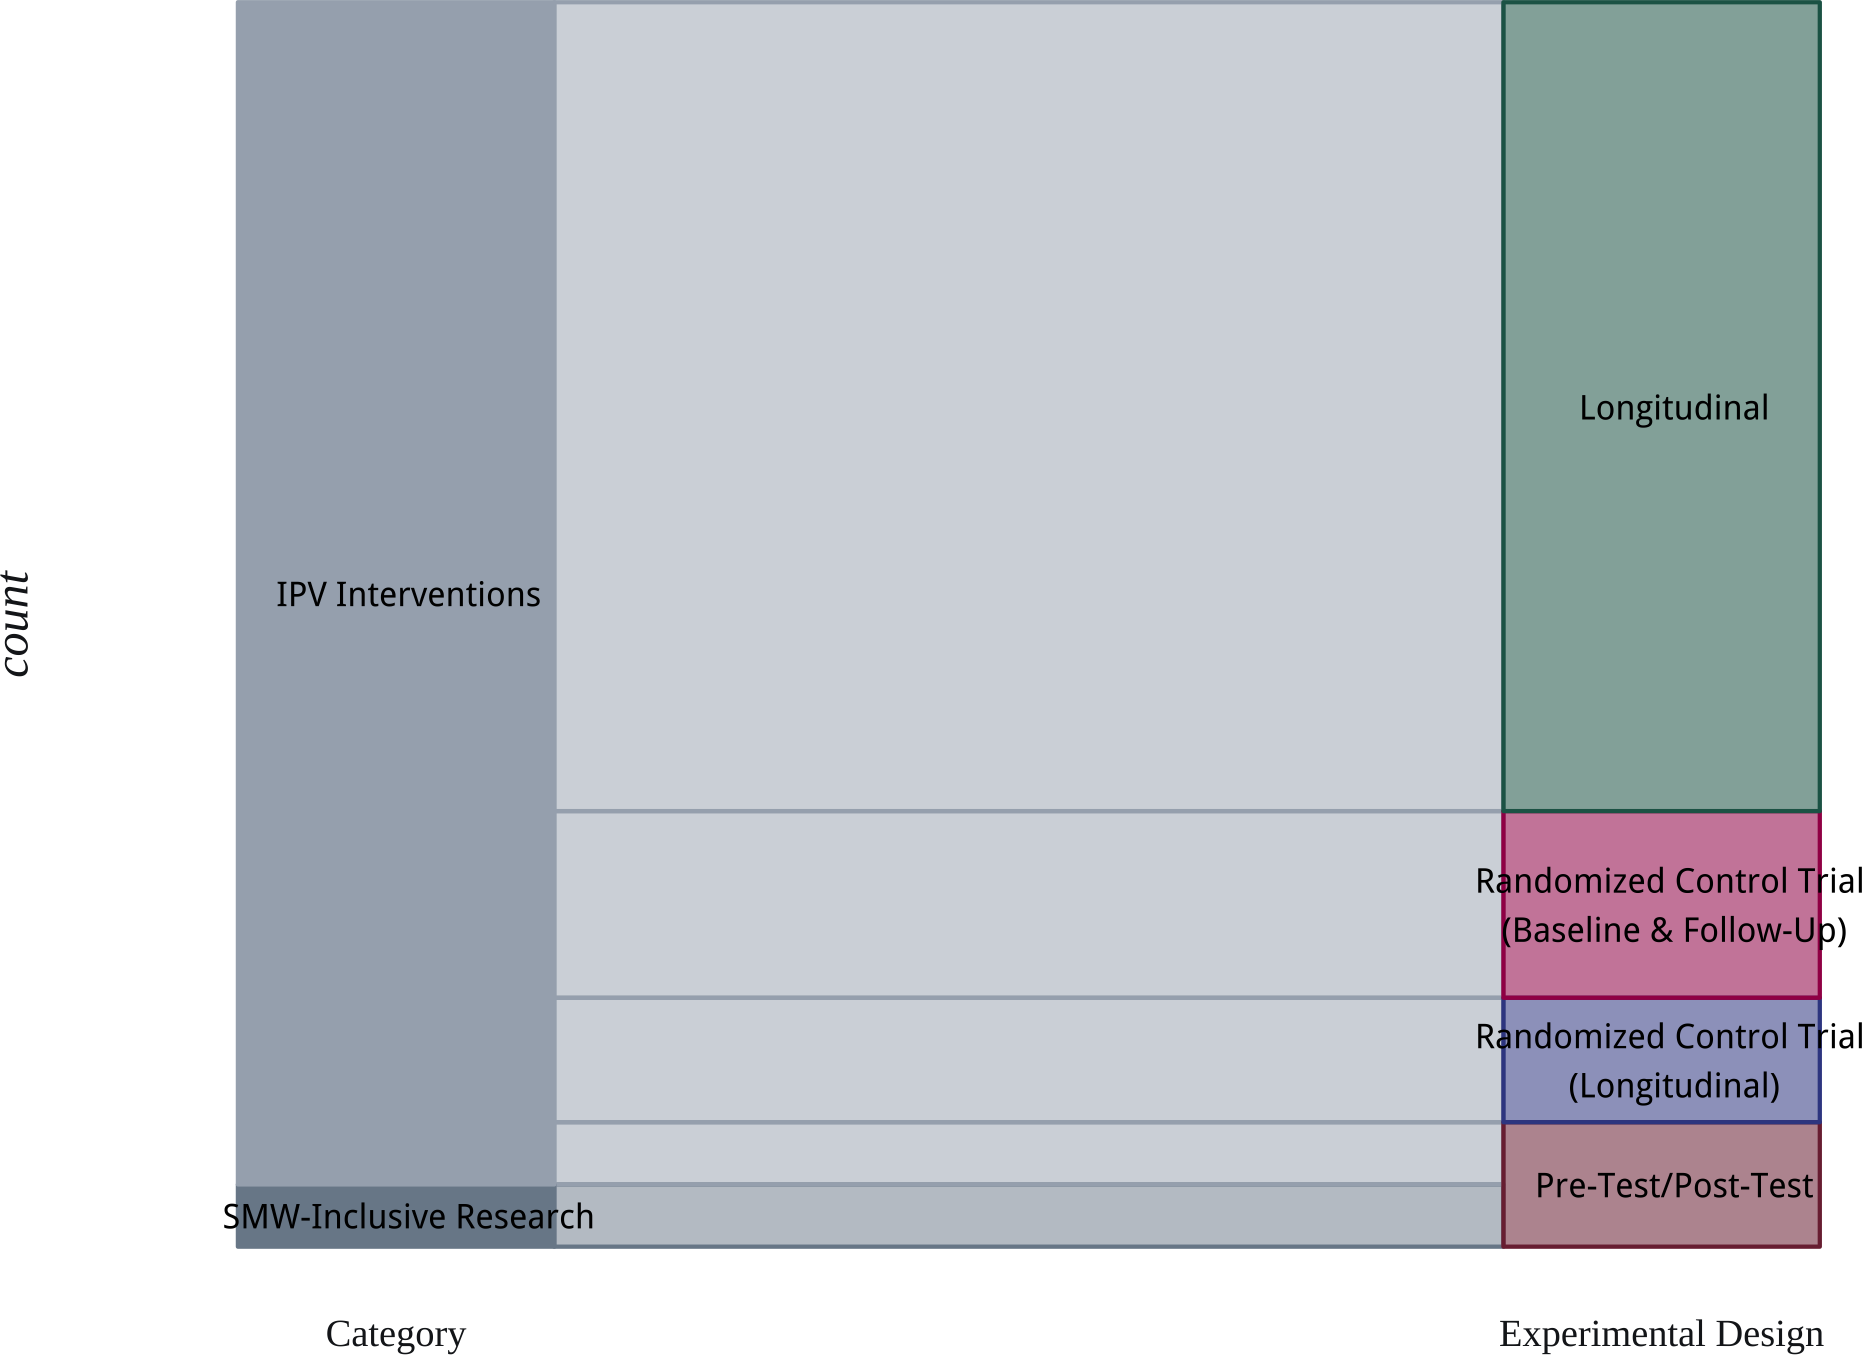 count
IPV Interventions
SMW-Inclusive Research
Longitudinal
Randomized Control Trial
(Baseline & Follow-Up)
Randomized Control Trial
(Longitudinal)
Pre-Test/Post-Test
Category
Experimental Design